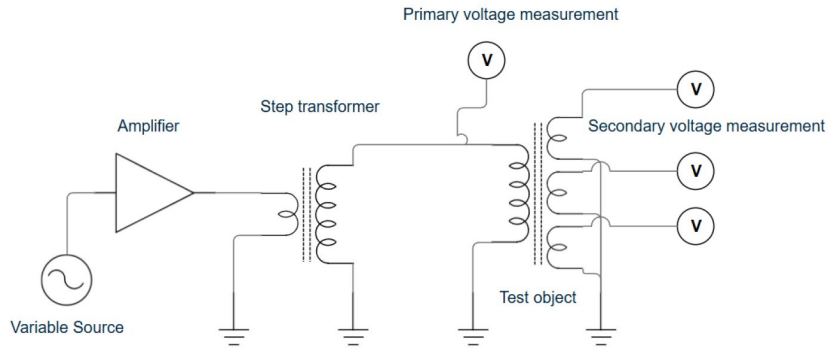 Primary voltage measurement
V
Step transformer
V
Amplifier
Secondary voltage measurement
V
V
Test object
Variable Source